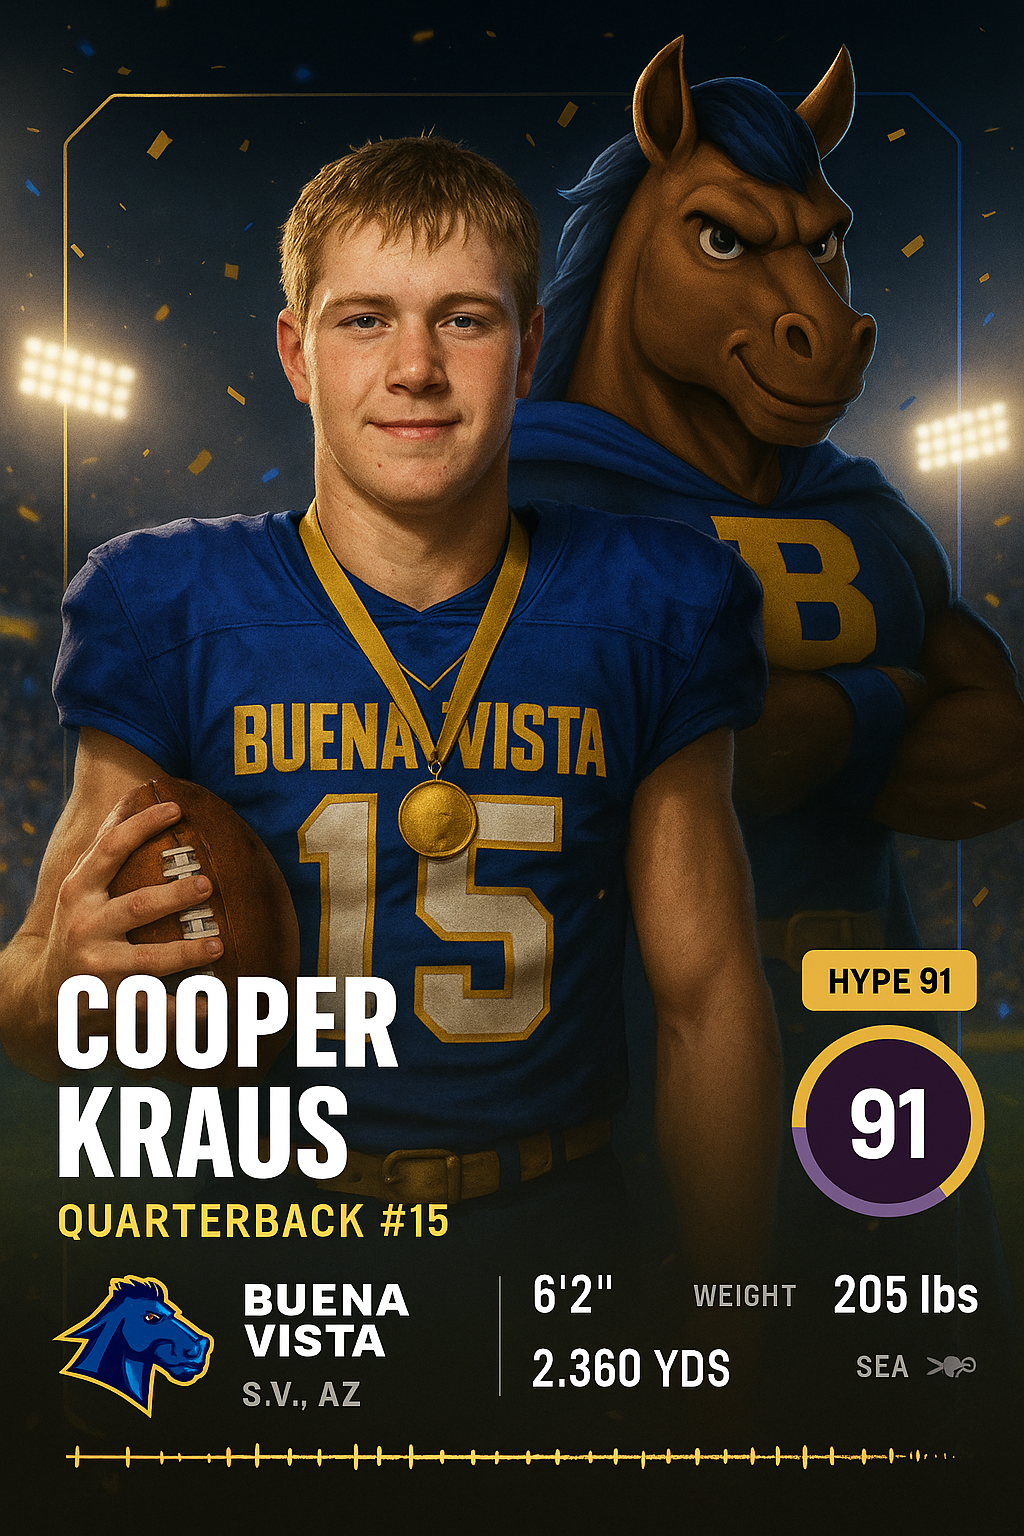 B
BUENA VISTA
15
COOPER
KRAUS
QUARTERBACK #15
HYPE 91
91
BUENA
VISTA
S.V., AZ
6'2" WEIGHT 205 lbs
2.360 YDS SEA